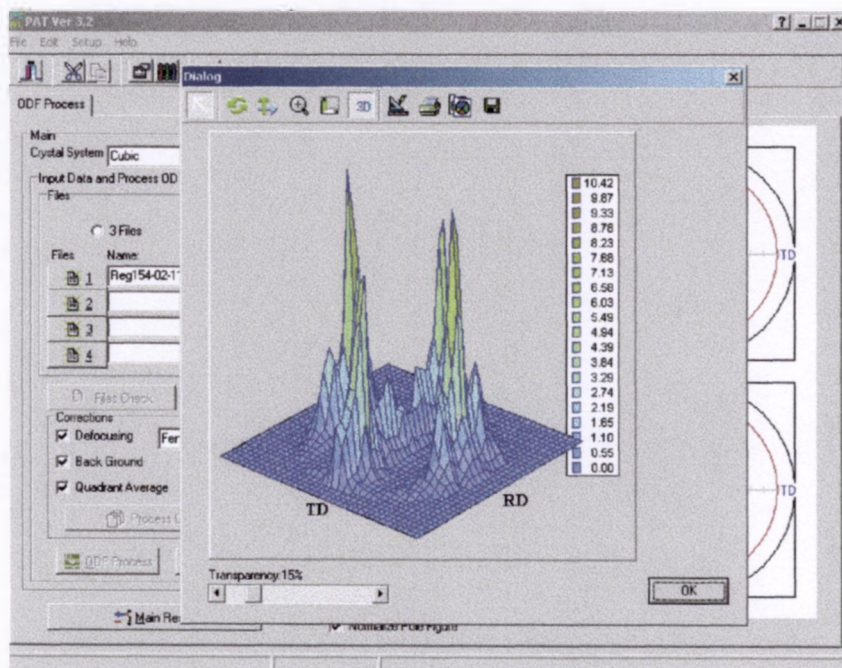 PAT Ver 3.2
File Edit Setup Help
Dialog
3D
ODF Process
Main
Crystal System Cubic
Input Data and Process OD
Files
3 Files
Files Name:
1 Reg154-02-11
2
3
4
Files Check
Corrections
Defocusing Fer
Back Ground
Quadrant Average
Process
ODF Process
Main Re
Normalize Pole Figure
10.42
9.87
9.33
8.78
8.23
7.68
7.13
6.58
6.03
5.49
4.94
4.39
3.84
3.29
2.74
2.19
1.65
1.10
0.55
0.00
TD
RD
Transparency:15%
OK
TD
TD